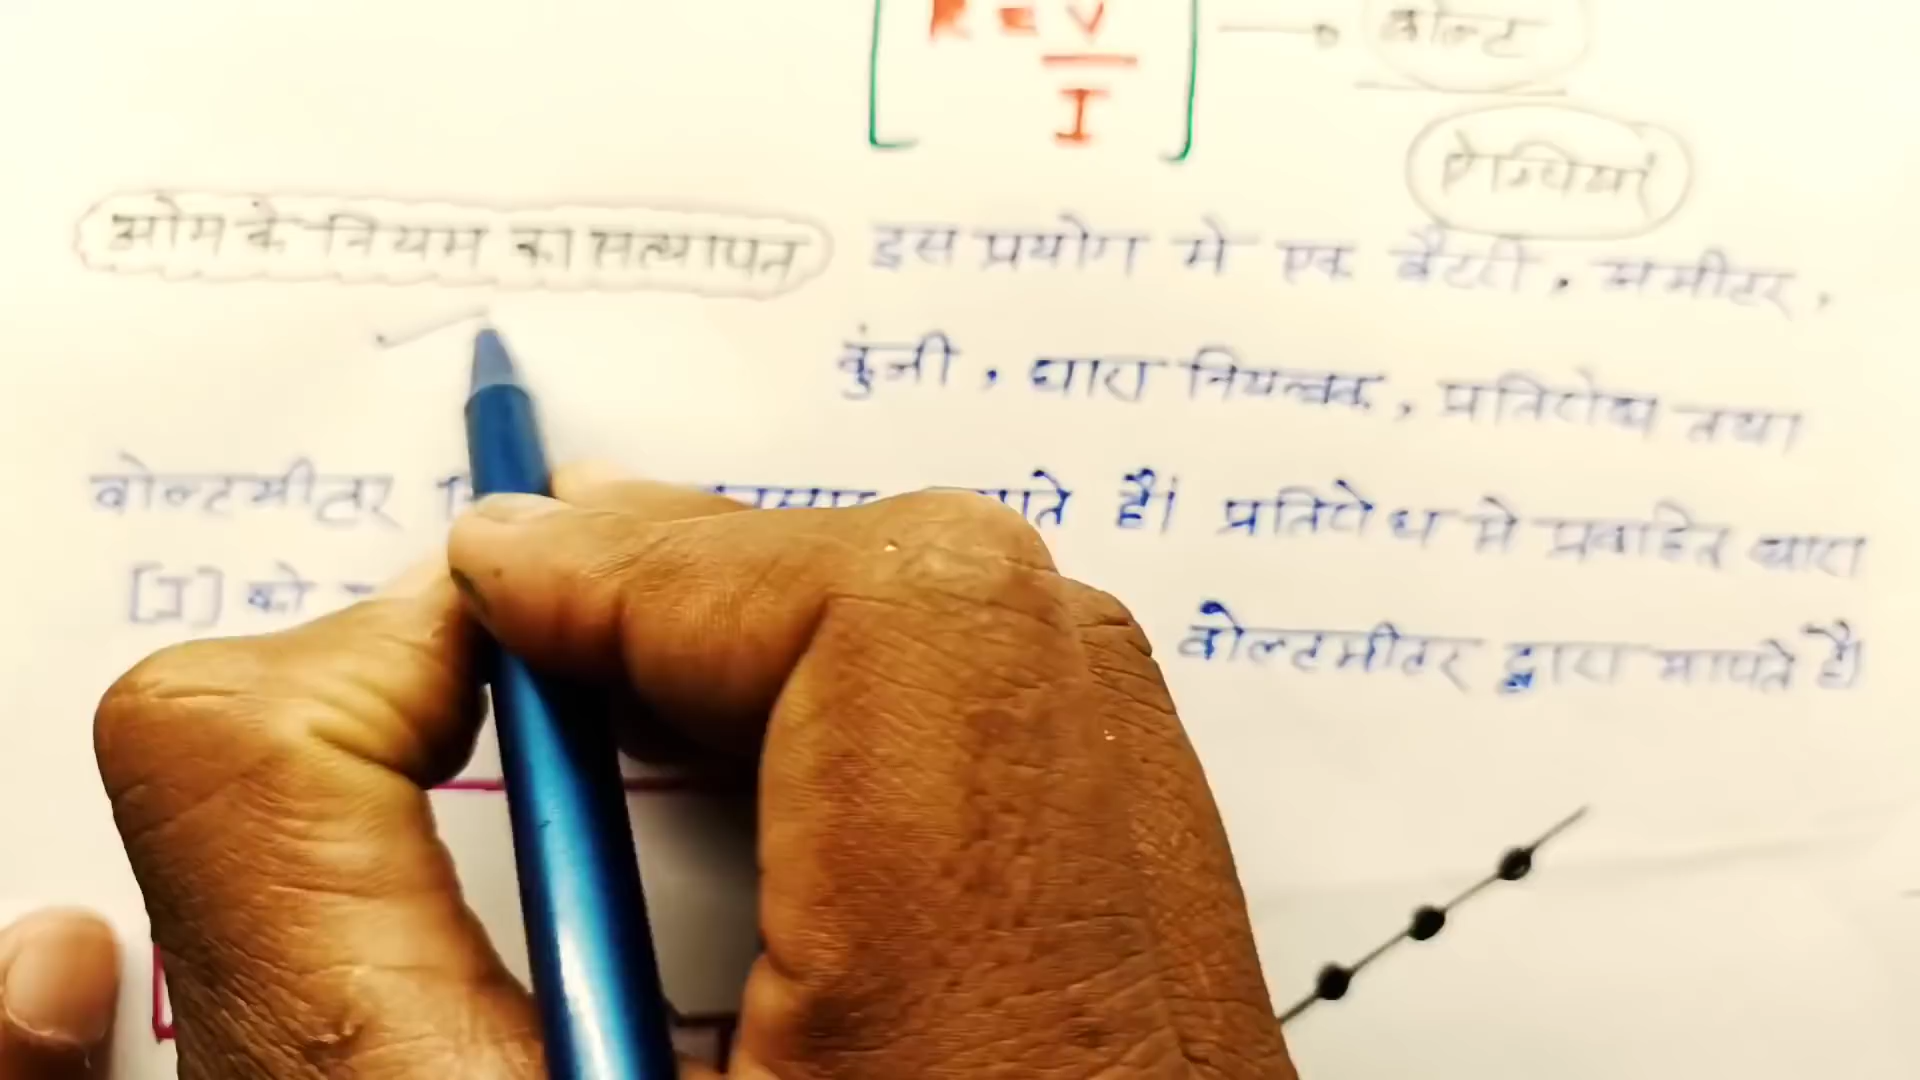 R = V
I
वोल्ट
ऐम्पियर
ओम के नियम का सत्यापन इस प्रयोग मे एक बैटरी, अमीटर,
कुंजी, धारा नियन्त्रक, प्रतिरोध तथा
वोल्टमीटर है। प्रतिरोध मे प्रवाहित धारा
[I] को वोल्टमीटर द्वारा मापते है।